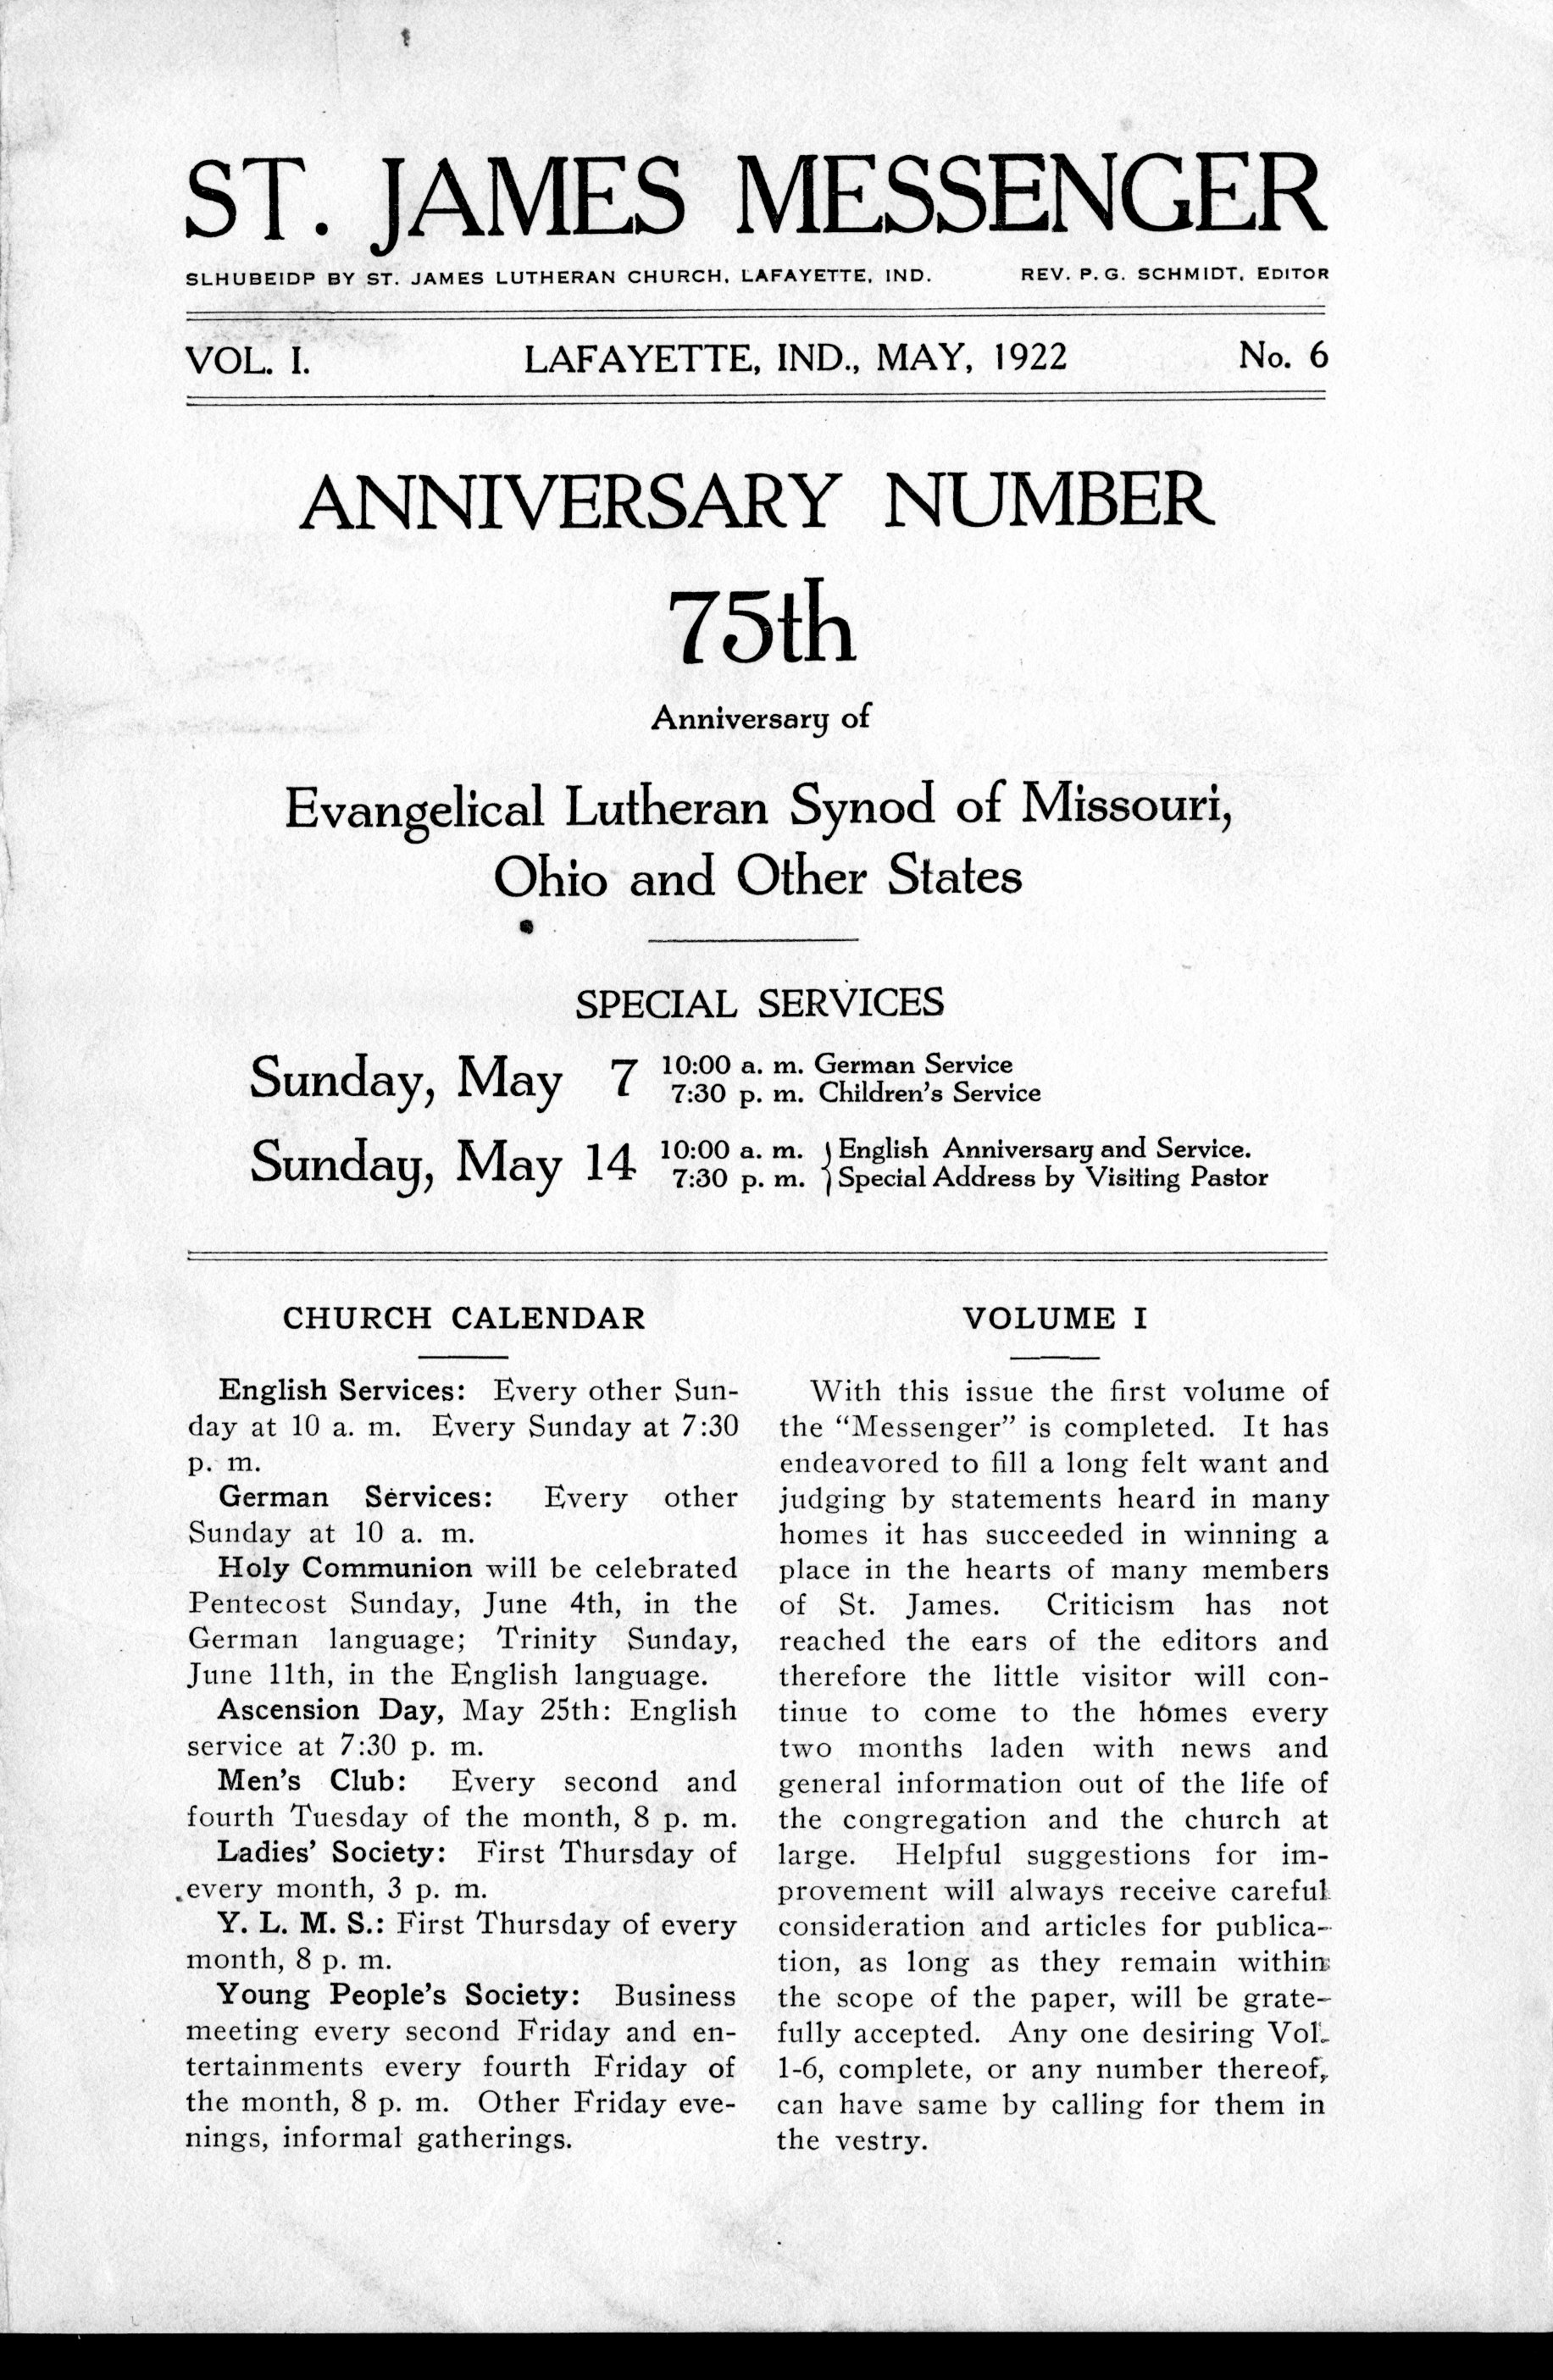 ST. JAMES MESSENGER
SLHUBEIDP BY ST. JAMES LUTHERAN CHURCH, LAFAYETTE, IND. REV. P. G. SCHMIDT, EDITOR
VOL. I. LAFAYETTE, IND., MAY, 1922 No. 6
ANNIVERSARY NUMBER
75th
Anniversary of
Evangelical Lutheran Synod of Missouri,
Ohio and Other States
SPECIAL SERVICES
Sunday, May 7 10:00 a. m. German Service
7:30 p. m. Children's Service
Sunday, May 14 10:00 a. m. } English Anniversary and Service.
7:30 p. m. } Special Address by Visiting Pastor
CHURCH CALENDAR
English Services: Every other Sun-
day at 10 a. m. Every Sunday at 7:30
p. m.
German Services: Every other
Sunday at 10 a. m.
Holy Communion will be celebrated
Pentecost Sunday, June 4th, in the
German language; Trinity Sunday,
June 11th, in the English language.
Ascension Day, May 25th: English
service at 7:30 p. m.
Men's Club: Every second and
fourth Tuesday of the month, 8 p. m.
Ladies' Society: First Thursday of
every month, 3 p. m.
Y. L. M. S.: First Thursday of every
month, 8 p. m.
Young People's Society: Business
meeting every second Friday and en-
tertainments every fourth Friday of
the month, 8 p. m. Other Friday eve-
nings, informal gatherings.
VOLUME I
With this issue the first volume of
the "Messenger" is completed. It has
endeavored to fill a long felt want and
judging by statements heard in many
homes it has succeeded in winning a
place in the hearts of many members
of St. James. Criticism has not
reached the ears of the editors and
therefore the little visitor will con-
tinue to come to the homes every
two months laden with news and
general information out of the life of
the congregation and the church at
large. Helpful suggestions for im-
provement will always receive careful
consideration and articles for publica-
tion, as long as they remain within
the scope of the paper, will be grate-
fully accepted. Any one desiring Vol.
1-6, complete, or any number thereof,
can have same by calling for them in
the vestry.